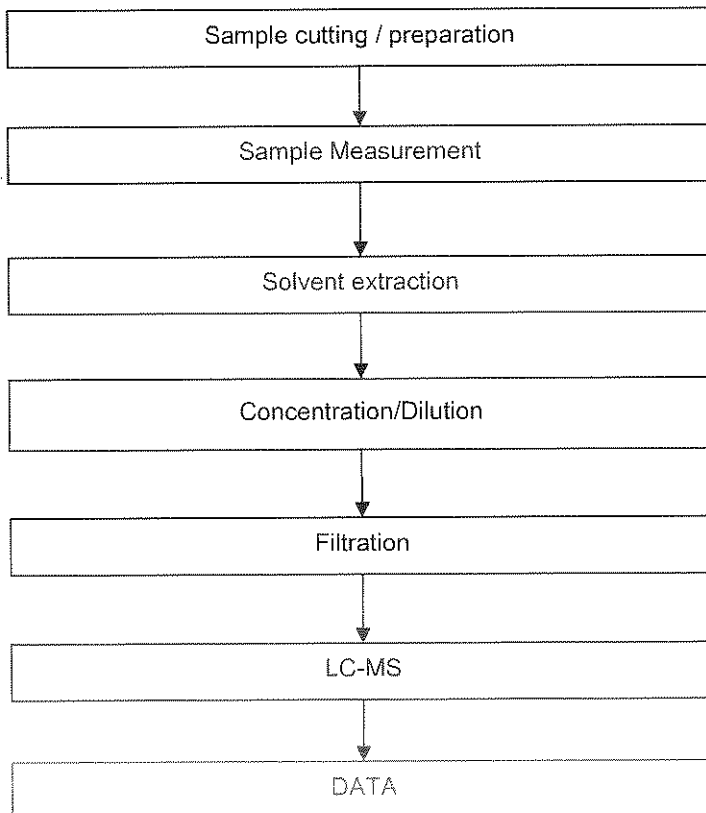 Sample cutting / preparation
Sample Measurement
Solvent extraction
Concentration/Dilution
Filtration
LC-MS
DATA